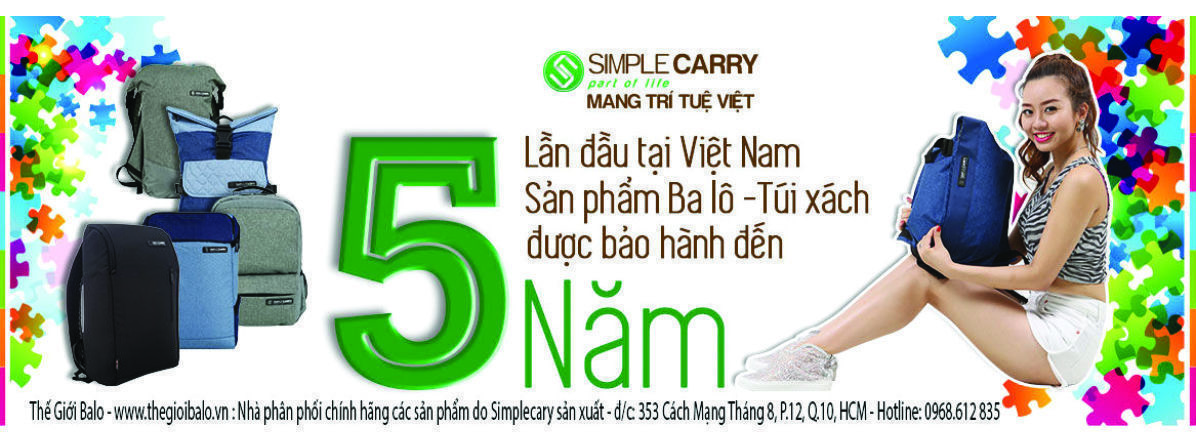 SIMPLE CARRY
part of life
MANG TRÍ TUỆ VIỆT
Lần đầu tại Việt Nam
Sản phẩm Ba lô -Túi xách
được bảo hành đến
5
Năm
Thế Giới Balo - www.thegioibalo.vn : Nhà phân phối chính hãng các sản phẩm do Simplecary sản xuất - đ/c: 353 Cách Mạng Tháng 8, P.12, Q.10, HCM - Hotline: 0968.612 835